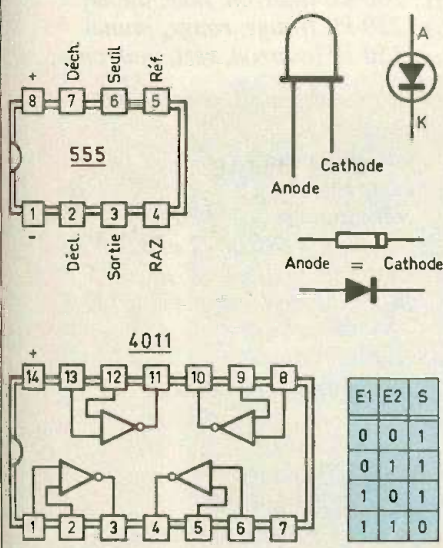 + Déch. Seuil Réf.
8 7 6 5
555
1 2 3 4
- Décl. Sortie RAZ
A
K
Cathode
Anode
Anode = Cathode
4011
+
14 13 12 11 10 9 8
1 2 3 4 5 6 7
E1 E2 S
0 0 1
0 1 1
1 0 1
1 1 0